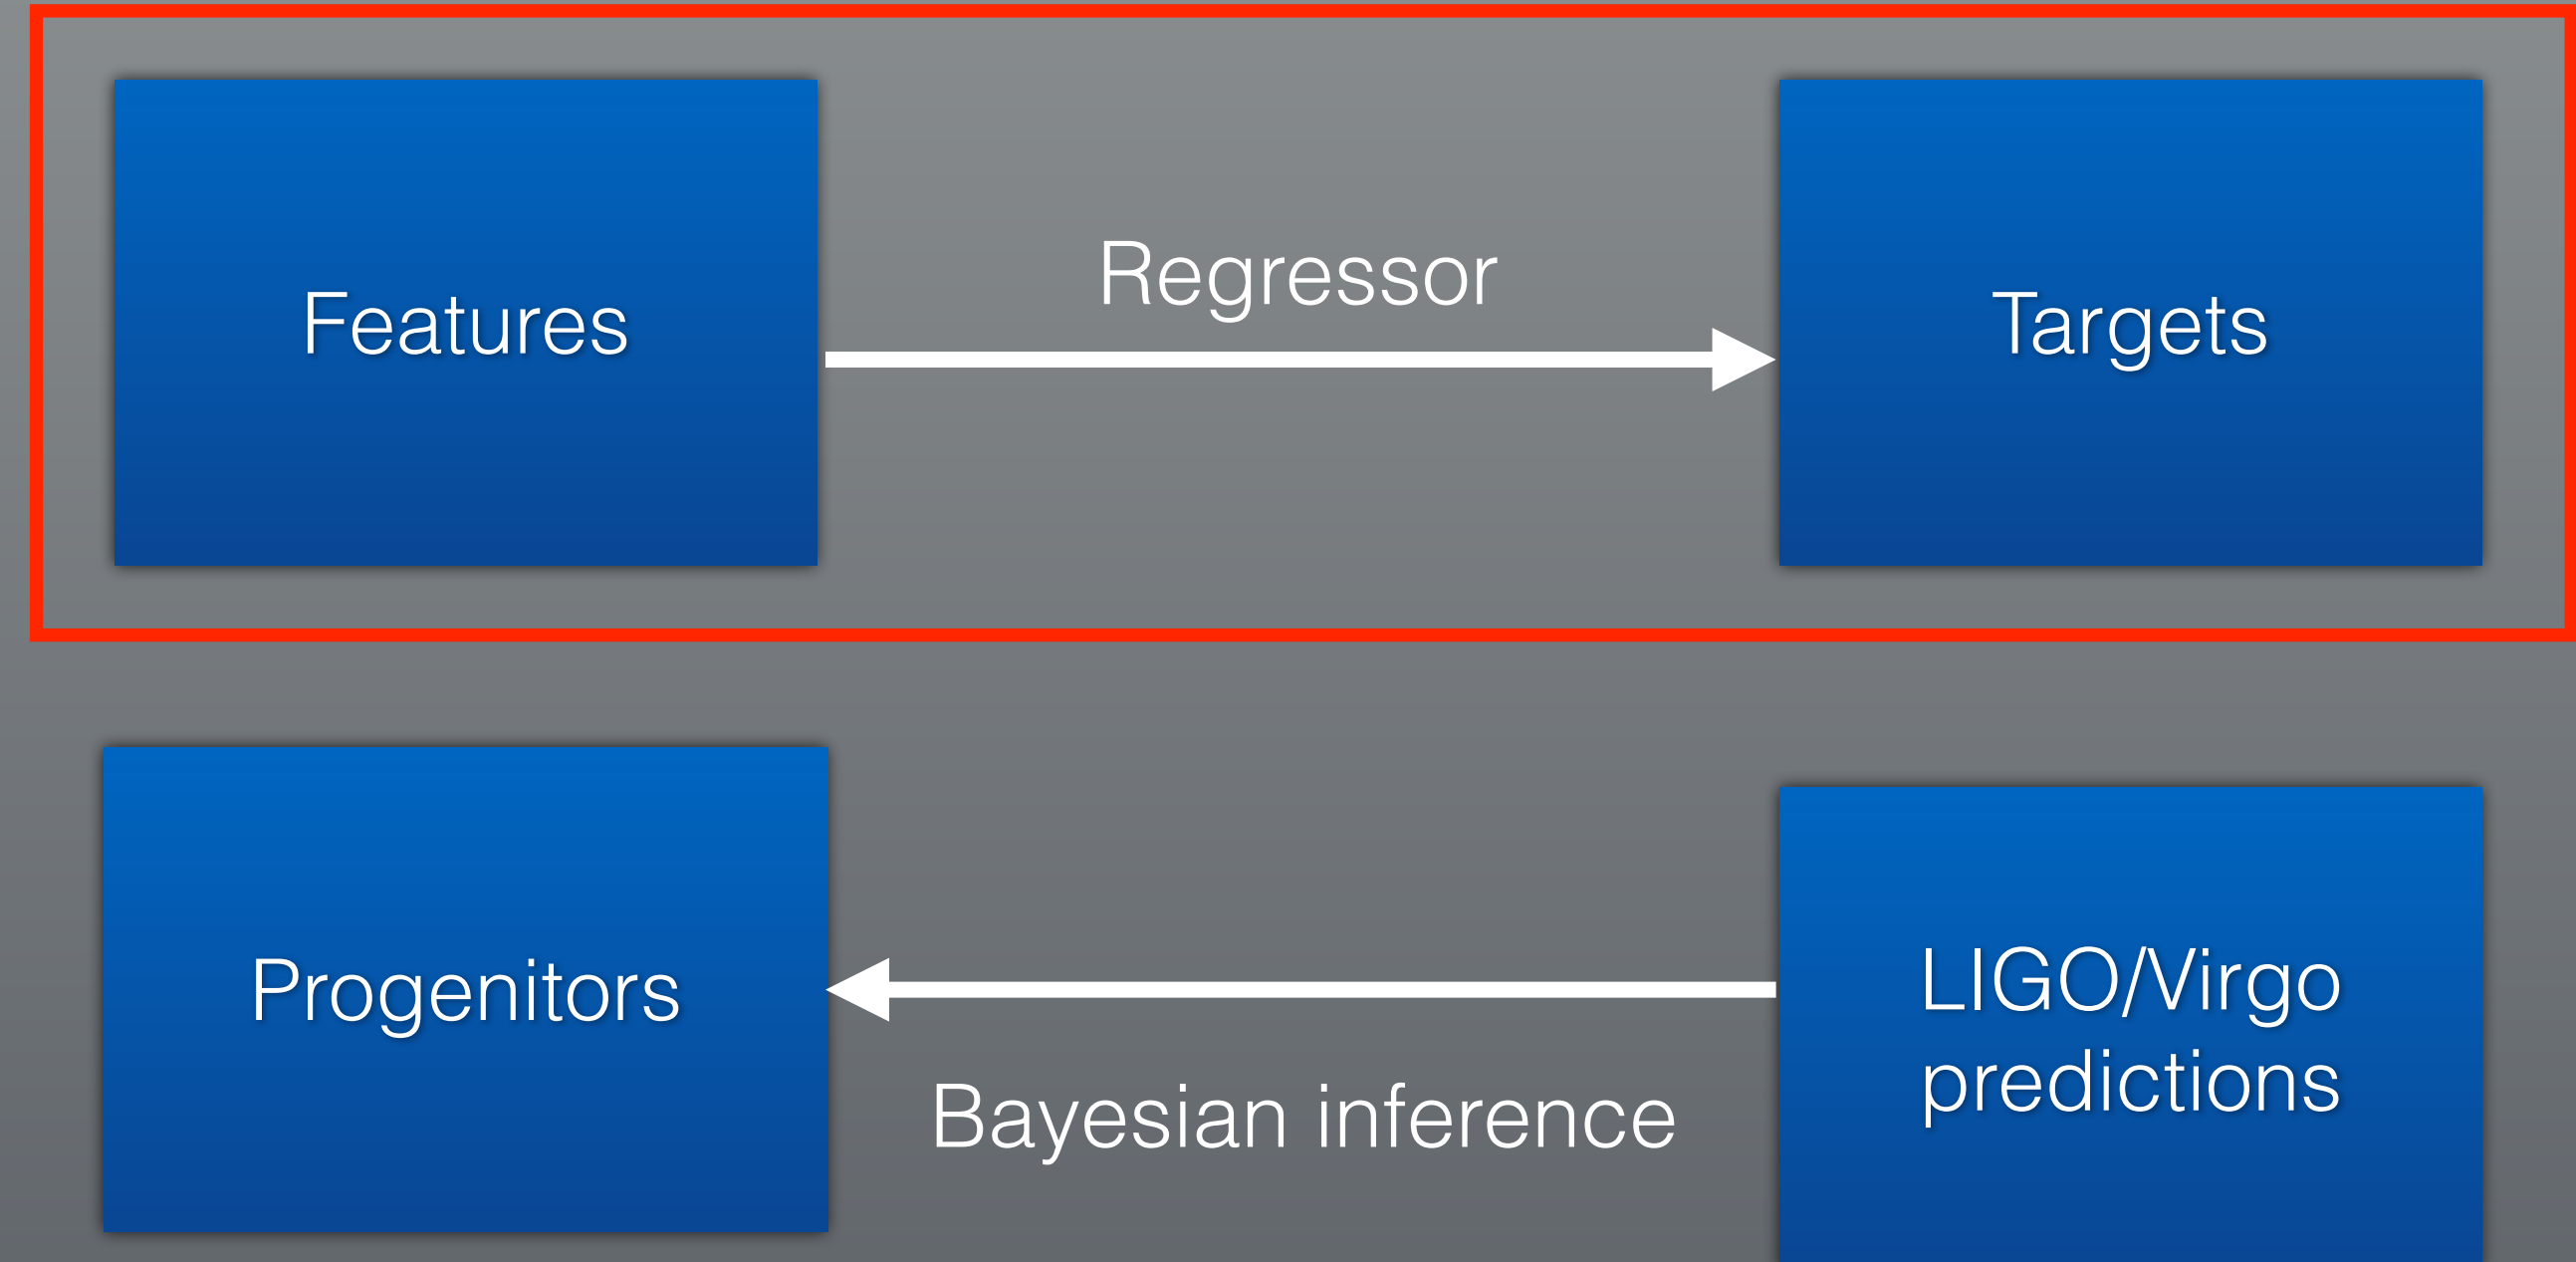 Features
Regressor
Targets
Progenitors
Bayesian inference
LIGO/Virgo
predictions